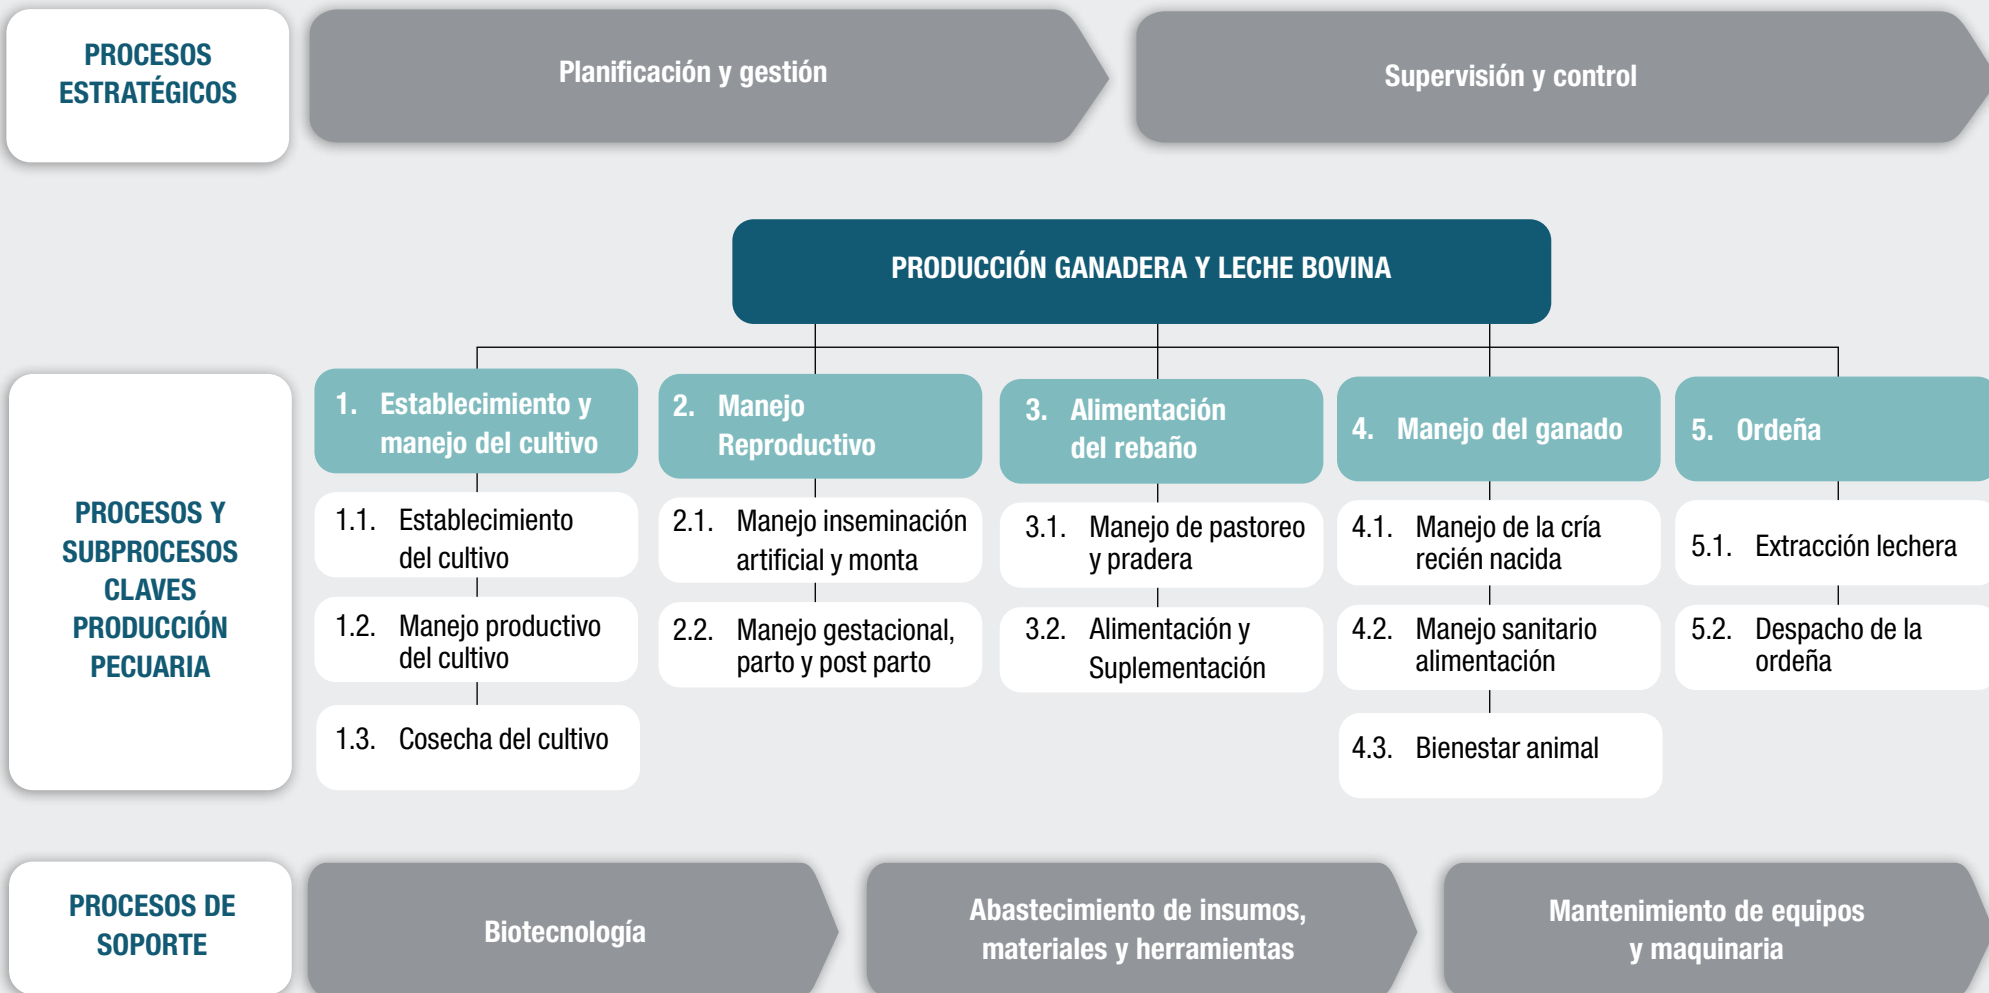 PROCESOS
ESTRATÉGICOS
Planificación y gestión
Supervisión y control
PRODUCCIÓN GANADERA Y LECHE BOVINA
PROCESOS Y
SUBPROCESOS
CLAVES
PRODUCCIÓN
PECUARIA
1. Establecimiento y
manejo del cultivo
1.1. Establecimiento
del cultivo
1.2. Manejo productivo
del cultivo
1.3. Cosecha del cultivo
2. Manejo
Reproductivo
2.1. Manejo inseminación
artificial y monta
2.2. Manejo gestacional,
parto y post parto
3. Alimentación
del rebaño
3.1. Manejo de pastoreo
y pradera
3.2. Alimentación y
Suplementación
4. Manejo del ganado
4.1. Manejo de la cría
recién nacida
4.2. Manejo sanitario
alimentación
4.3. Bienestar animal
5. Ordeña
5.1. Extracción lechera
5.2. Despacho de la
ordeña
PROCESOS DE
SOPORTE
Biotecnología
Abastecimiento de insumos,
materiales y herramientas
Mantenimiento de equipos
y maquinaria